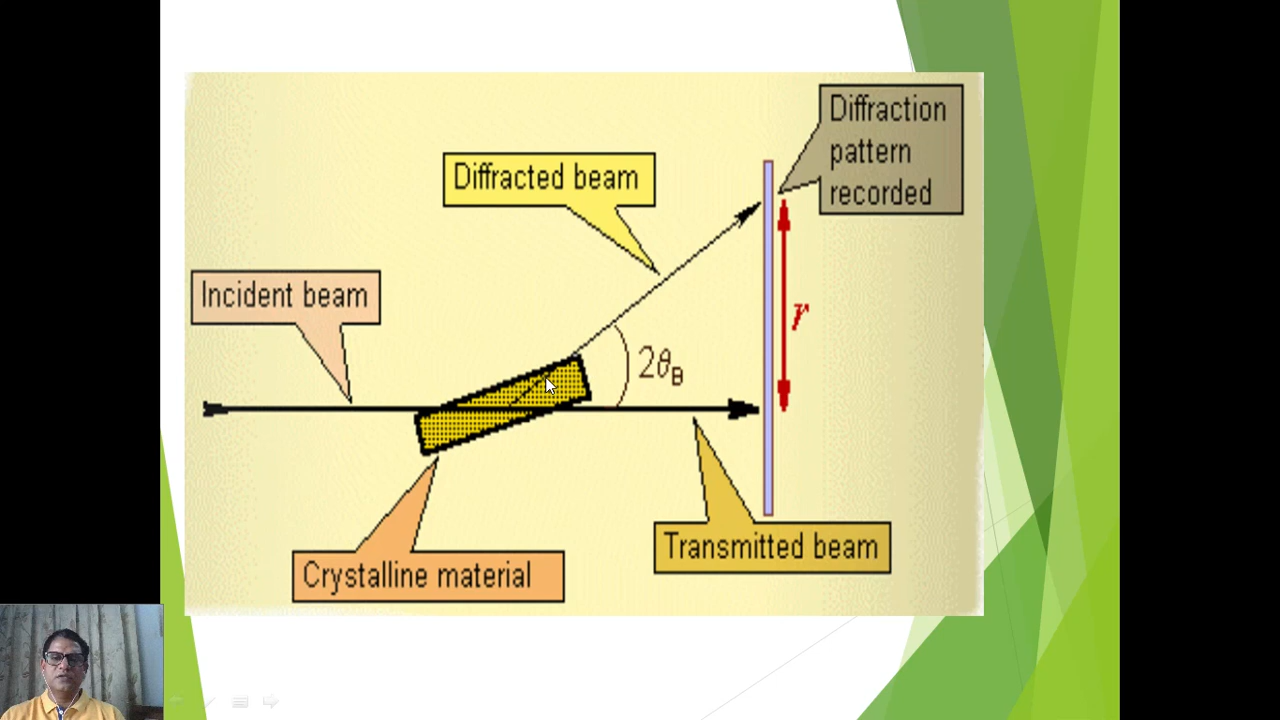 Diffraction
pattern
recorded
Diffracted beam
Incident beam
r
2θB
Transmitted beam
Crystalline material